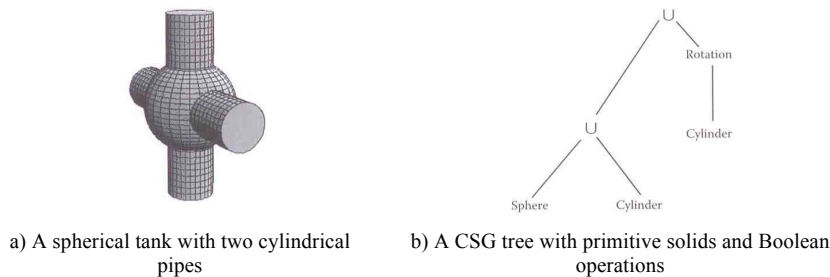 U
Rotation
U
Cylinder
Sphere
Cylinder
a) A spherical tank with two cylindrical
pipes
b) A CSG tree with primitive solids and Boolean
operations